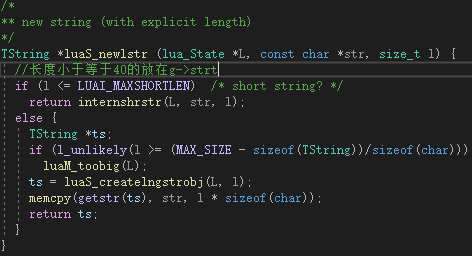 /*
** new string (with explicit length)
*/
TString *luaS_newlstr (lua_State *L, const char *str, size_t l) {
  //长度小于等于40的放在g->strt
  if (l <= LUAI_MAXSHORTLEN)  /* short string? */
    return internshrstr(L, str, l);
  else {
    TString *ts;
    if (l_unlikely(l >= (MAX_SIZE - sizeof(TString))/sizeof(char)))
      luaM_toobig(L);
    ts = luaS_createlngstrobj(L, l);
    memcpy(getstr(ts), str, l * sizeof(char));
    return ts;
  }
}